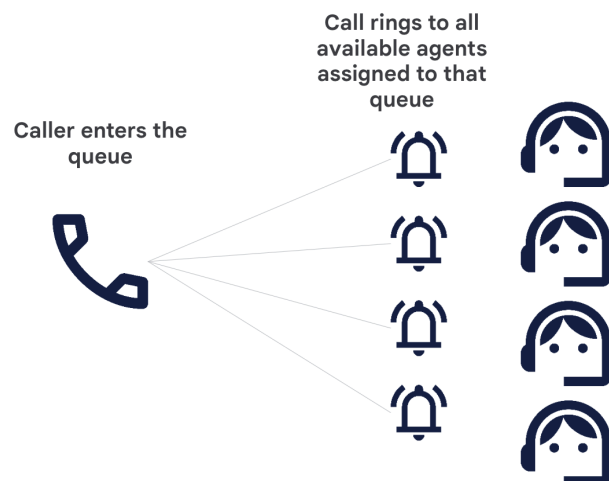 Call rings to all
available agents
assigned to that
queue
Caller enters the
queue